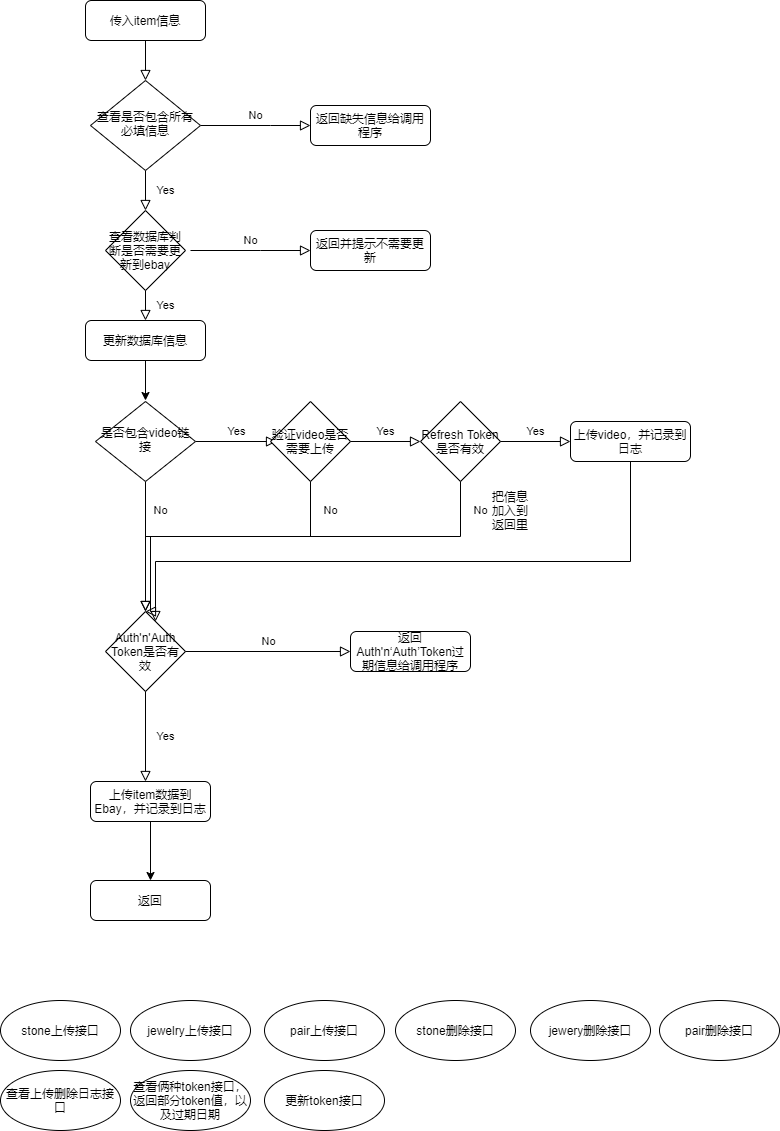 传入item信息
查看是否包含所有
必填信息
No
返回缺失信息给调用
程序
Yes
查看数据库判
断是否需要更
新到ebay
No
返回并提示不需要更
新
Yes
更新数据库信息
是否包含video链
接
Yes
验证video是否
需要上传
Yes
Refresh Token
是否有效
Yes
上传video，并记录到
日志
No
No
No
把信息
加入到
返回里
Auth'n'Auth
Token是否有
效
No
返回
Auth'n'Auth'Token过
期信息给调用程序
Yes
上传item数据到
Ebay，并记录到日志
返回
stone上传接口
jewelry上传接口
pair上传接口
stone删除接口
jewery删除接口
pair删除接口
查看上传删除日志接
口
查看俩种token接口，
返回部分token值，以
及过期日期
更新token接口